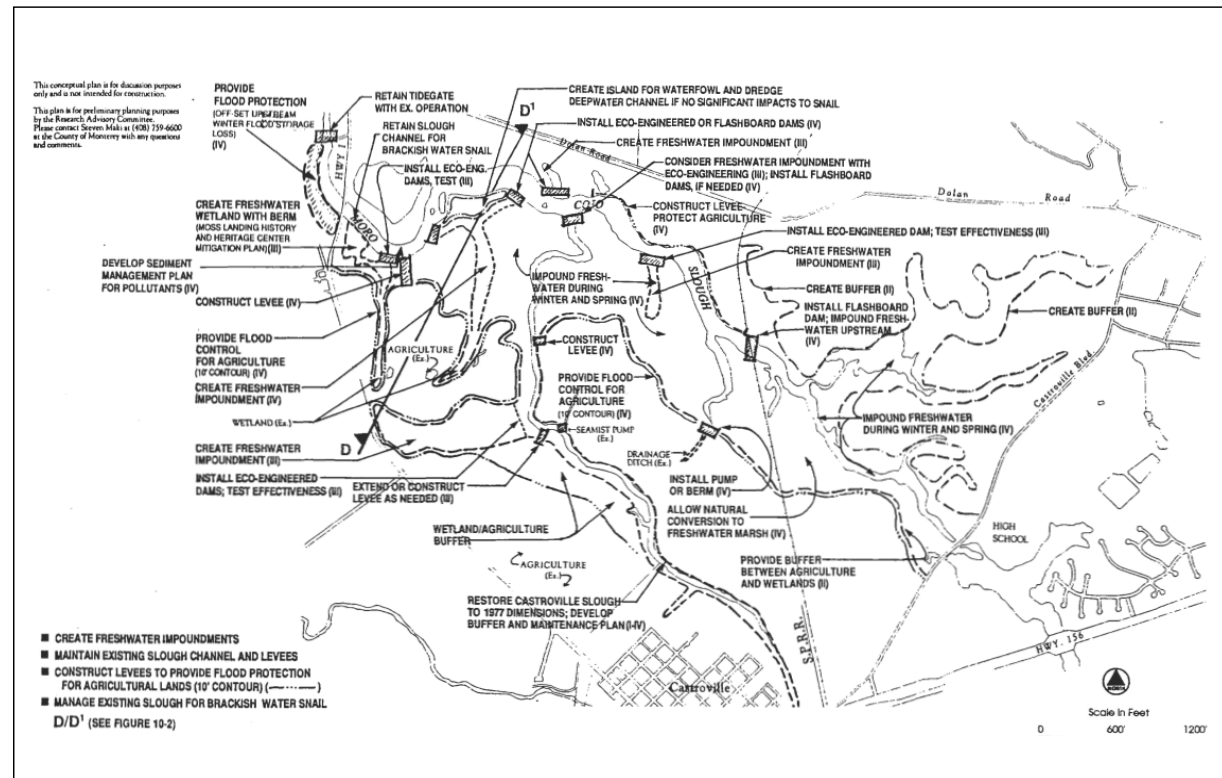 This conceptual plan is for discussion purposes
only and is not intended for construction.
This plan is for preliminary planning purposes
by the Research Advisory Committee.
Please contact Steven Maki at (408) 759-6600
at the County of Monterey with any questions
and comments.
PROVIDE
FLOOD PROTECTION
(OFF-SET UPSTREAM
WINTER FLOOD STORAGE
LOSS)
(IV)
HWY 1
RETAIN TIDEGATE
WITH EX. OPERATION
RETAIN SLOUGH
CHANNEL FOR
BRACKISH WATER SNAIL
INSTALL ECO-ENG.
DAMS, TEST (III)
D¹
CREATE ISLAND FOR WATERFOWL AND DREDGE
DEEPWATER CHANNEL IF NO SIGNIFICANT IMPACTS TO SNAIL
INSTALL ECO-ENGINEERED OR FLASHBOARD DAMS (IV)
Dolan Road
CREATE FRESHWATER IMPOUNDMENT (III)
CONSIDER FRESHWATER IMPOUNDMENT WITH
ECO-ENGINEERING (III); INSTALL FLASHBOARD
DAMS, IF NEEDED (IV)
Dolan Road
CREATE FRESHWATER
WETLAND WITH BERM
(MOSS LANDING HISTORY
AND HERITAGE CENTER
MITIGATION PLAN) (III)
MORO
COJO
SLOUGH
CONSTRUCT LEVEE-
PROTECT AGRICULTURE
(IV)
INSTALL ECO-ENGINEERED DAM; TEST EFFECTIVENESS (III)
CREATE FRESHWATER
IMPOUNDMENT (III)
DEVELOP SEDIMENT
MANAGEMENT PLAN
FOR POLLUTANTS (IV)
CONSTRUCT LEVEE (IV)
IMPOUND FRESH-
WATER DURING
WINTER AND SPRING (IV)
CREATE BUFFER (II)
INSTALL FLASHBOARD
DAM; IMPOUND FRESH-
WATER UPSTREAM
(IV)
CREATE BUFFER (II)
PROVIDE FLOOD
CONTROL
FOR AGRICULTURE
(10' CONTOUR) (IV)
AGRICULTURE
(Ex.)
CONSTRUCT
LEVEE (IV)
Castroville Blvd
CREATE FRESHWATER
IMPOUNDMENT (IV)
PROVIDE FLOOD
CONTROL FOR
AGRICULTURE
(10' CONTOUR) (IV)
WETLAND (Ex.)
SEAMIST PUMP
(Ex.)
IMPOUND FRESHWATER
DURING WINTER AND SPRING (IV)
D
CREATE FRESHWATER
IMPOUNDMENT (III)
DRAINAGE
DITCH (Ex.)
INSTALL ECO-ENGINEERED
DAMS; TEST EFFECTIVENESS (III)
EXTEND OR CONSTRUCT
LEVEE AS NEEDED (III)
INSTALL PUMP
OR BERM (IV)
ALLOW NATURAL
CONVERSION TO
FRESHWATER MARSH (IV)
WETLAND/AGRICULTURE
BUFFER
HIGH
SCHOOL
AGRICULTURE
(Ex.)
PROVIDE BUFFER
BETWEEN AGRICULTURE
AND WETLANDS (II)
RESTORE CASTROVILLE SLOUGH
TO 1977 DIMENSIONS; DEVELOP
BUFFER AND MAINTENANCE PLAN (I-IV)
S.P.R.R.
HWY. 156
Castroville
■ CREATE FRESHWATER IMPOUNDMENTS
■ MAINTAIN EXISTING SLOUGH CHANNEL AND LEVEES
■ CONSTRUCT LEVEES TO PROVIDE FLOOD PROTECTION
FOR AGRICULTURAL LANDS (10' CONTOUR) (—··—··—)
■ MANAGE EXISTING SLOUGH FOR BRACKISH WATER SNAIL
D/D¹ (SEE FIGURE 10-2)
NORTH
Scale In Feet
0 600' 1200'